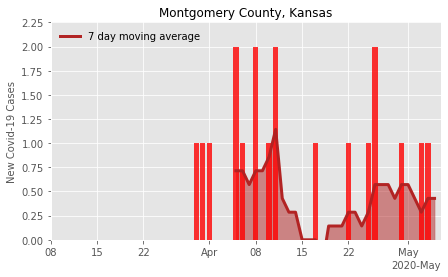 Montgomery County, Kansas
7 day moving average
New Covid-19 Cases
2.25
2.00
1.75
1.50
1.25
1.00
0.75
0.50
0.25
0.00
08 15 22 Apr 08 15 22 May
2020-May